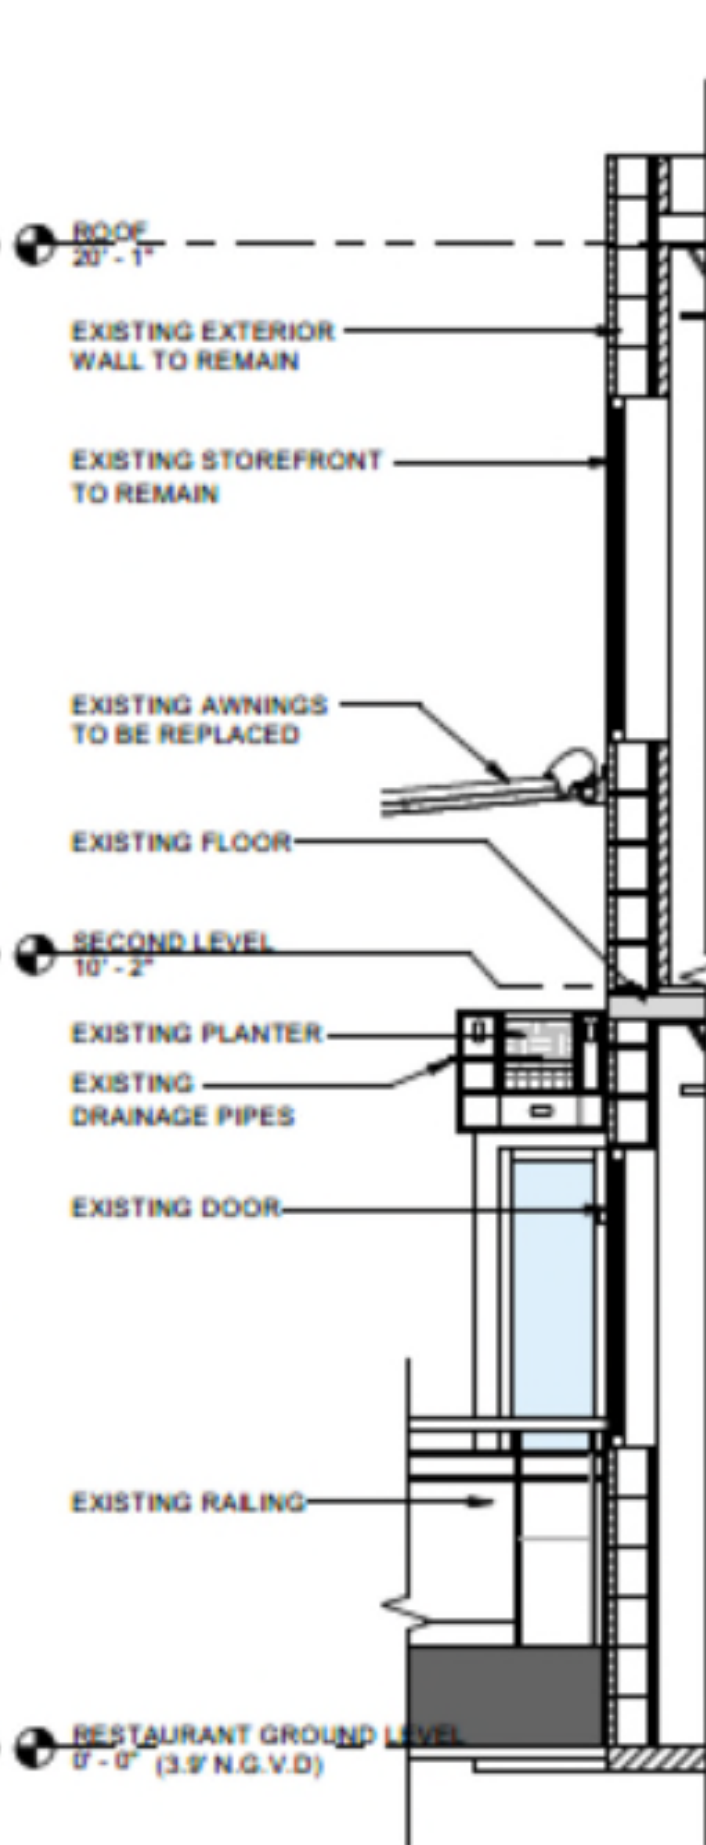 ROOF
20' - 1"
EXISTING EXTERIOR
WALL TO REMAIN
EXISTING STOREFRONT
TO REMAIN
EXISTING AWNINGS
TO BE REPLACED
EXISTING FLOOR
SECOND LEVEL
10' - 2"
EXISTING PLANTER
EXISTING
DRAINAGE PIPES
EXISTING DOOR
EXISTING RAILING
RESTAURANT GROUND LEVEL
0' - 0" (3.9' N.G.V.D)